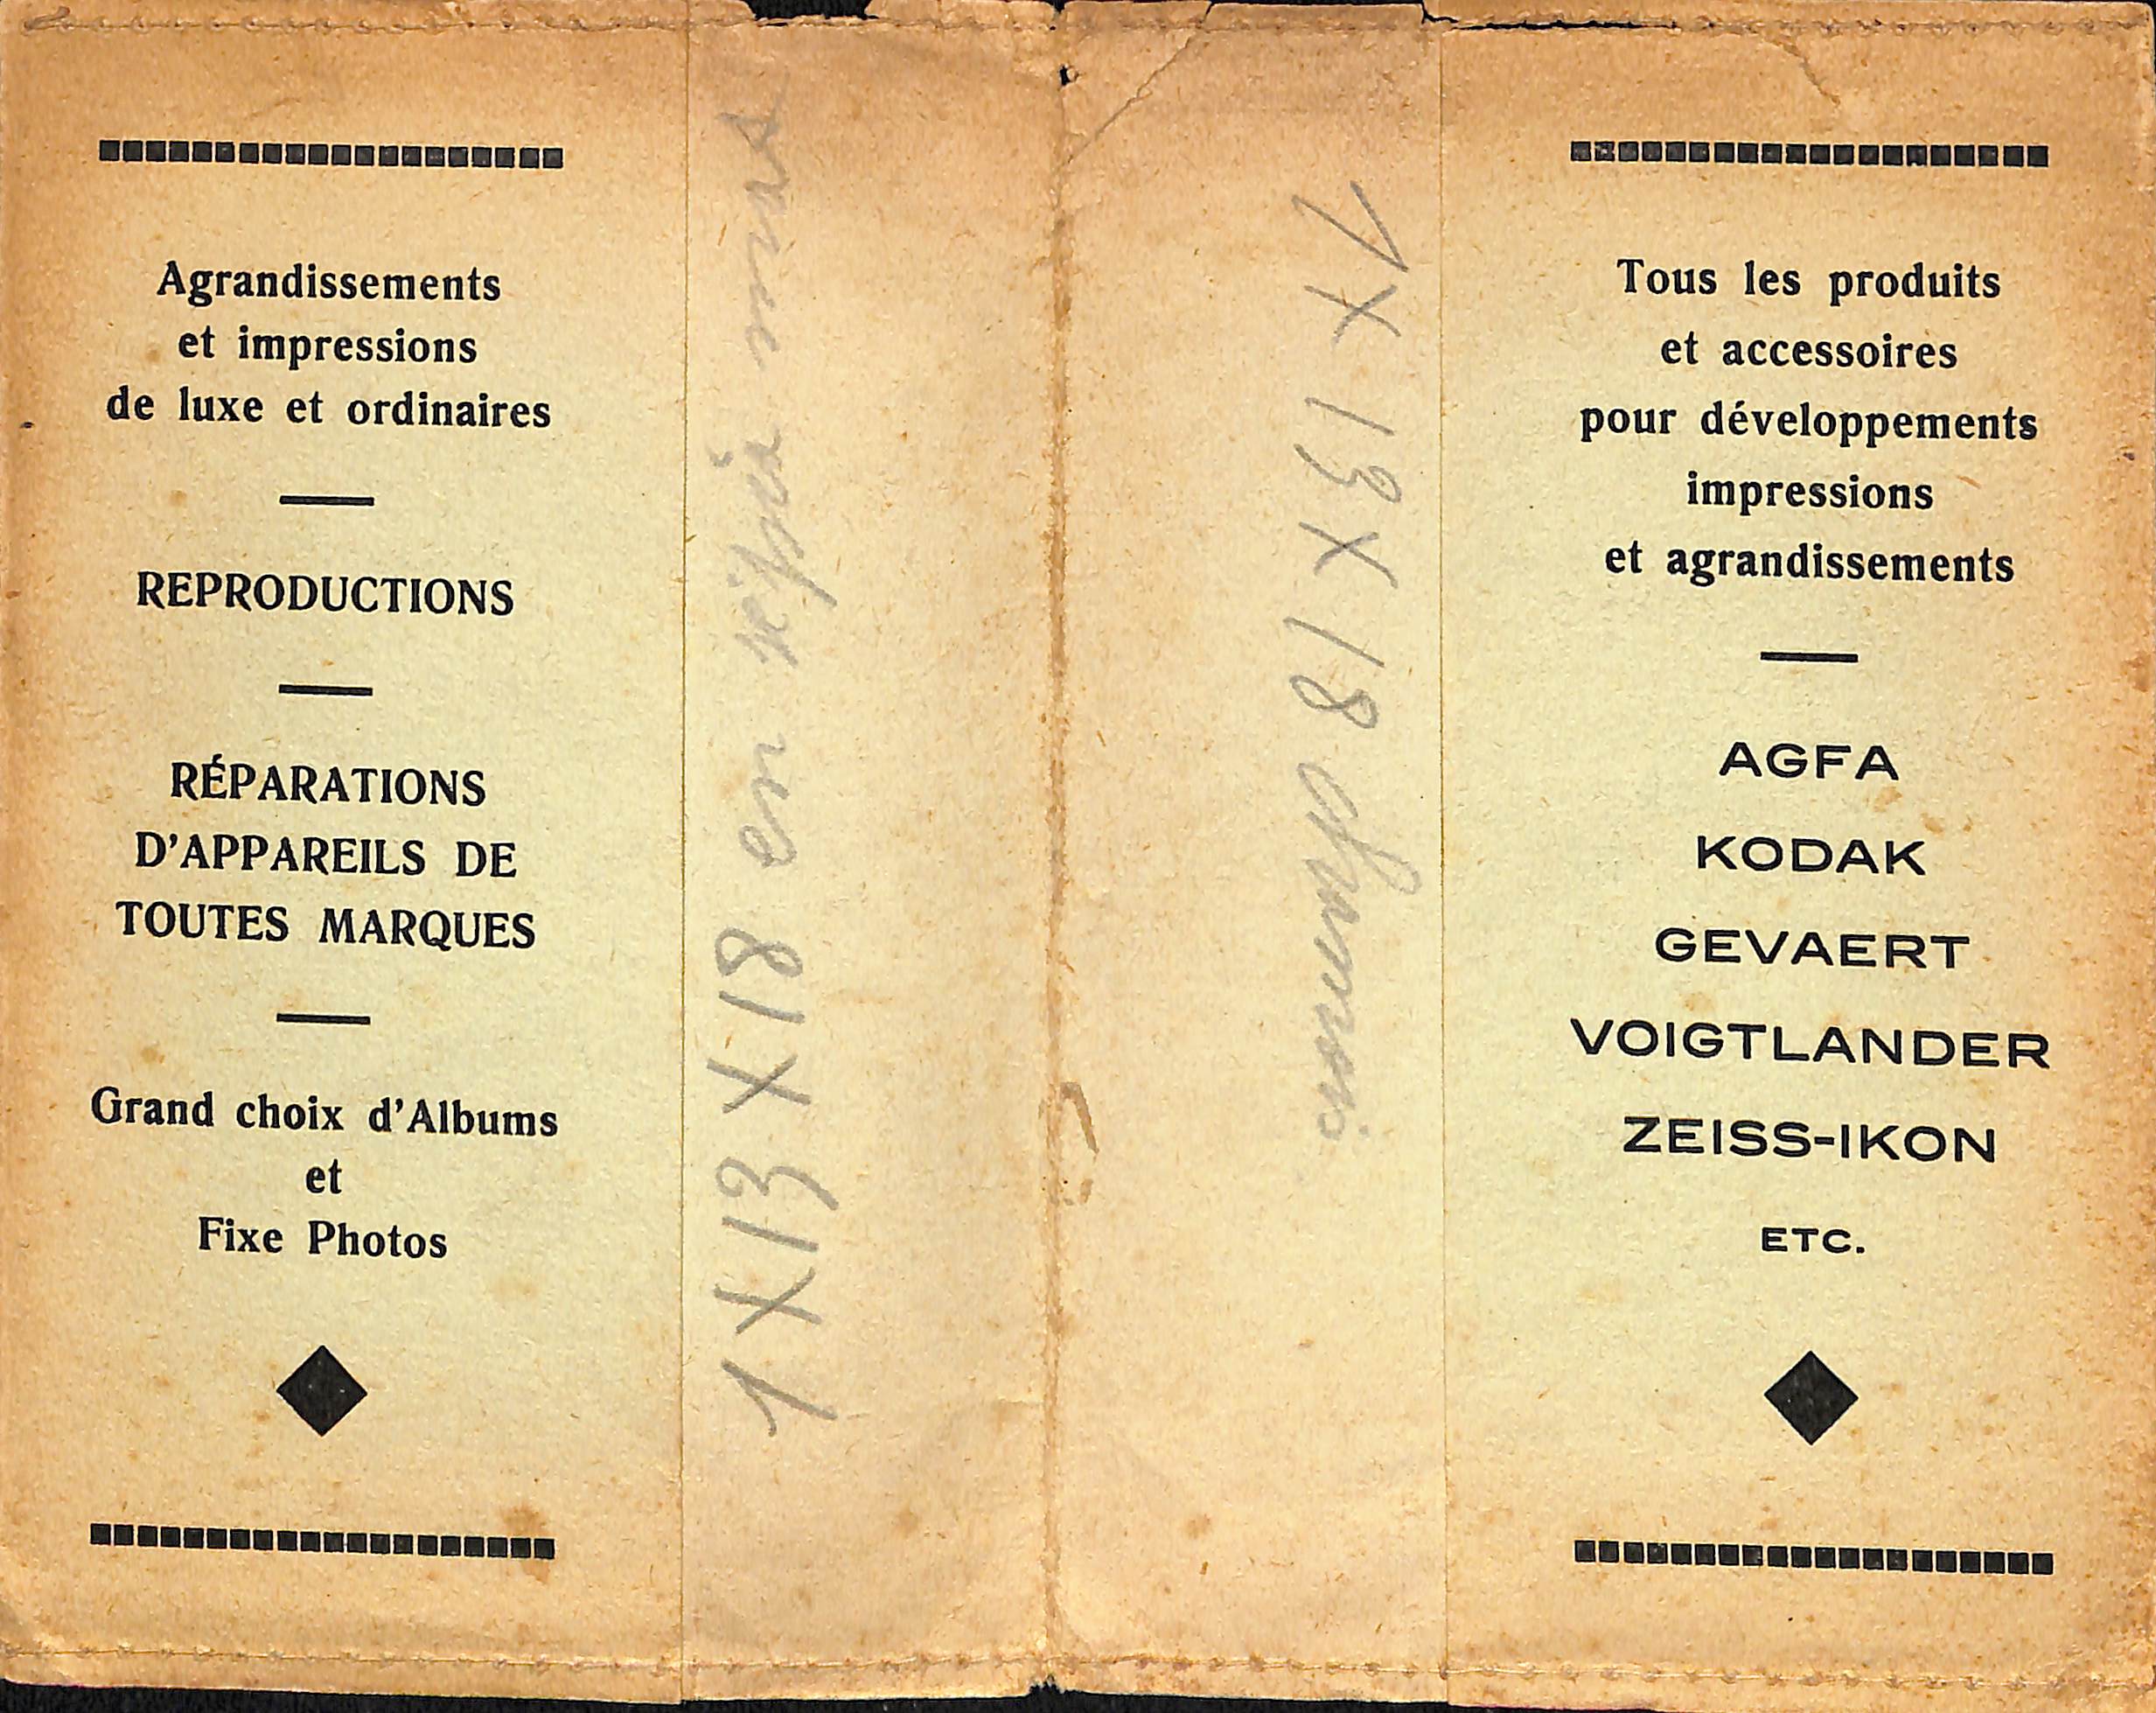 Agrandissements
et impressions
de luxe et ordinaires
REPRODUCTIONS
RÉPARATIONS
D'APPAREILS DE
TOUTES MARQUES
Grand choix d'Albums
et
Fixe Photos
1 X 13 X 18 en sépia
1 X 13 X 18
Tous les produits
et accessoires
pour développements
impressions
et agrandissements
AGFA
KODAK
GEVAERT
VOIGTLANDER
ZEISS-IKON
ETC.